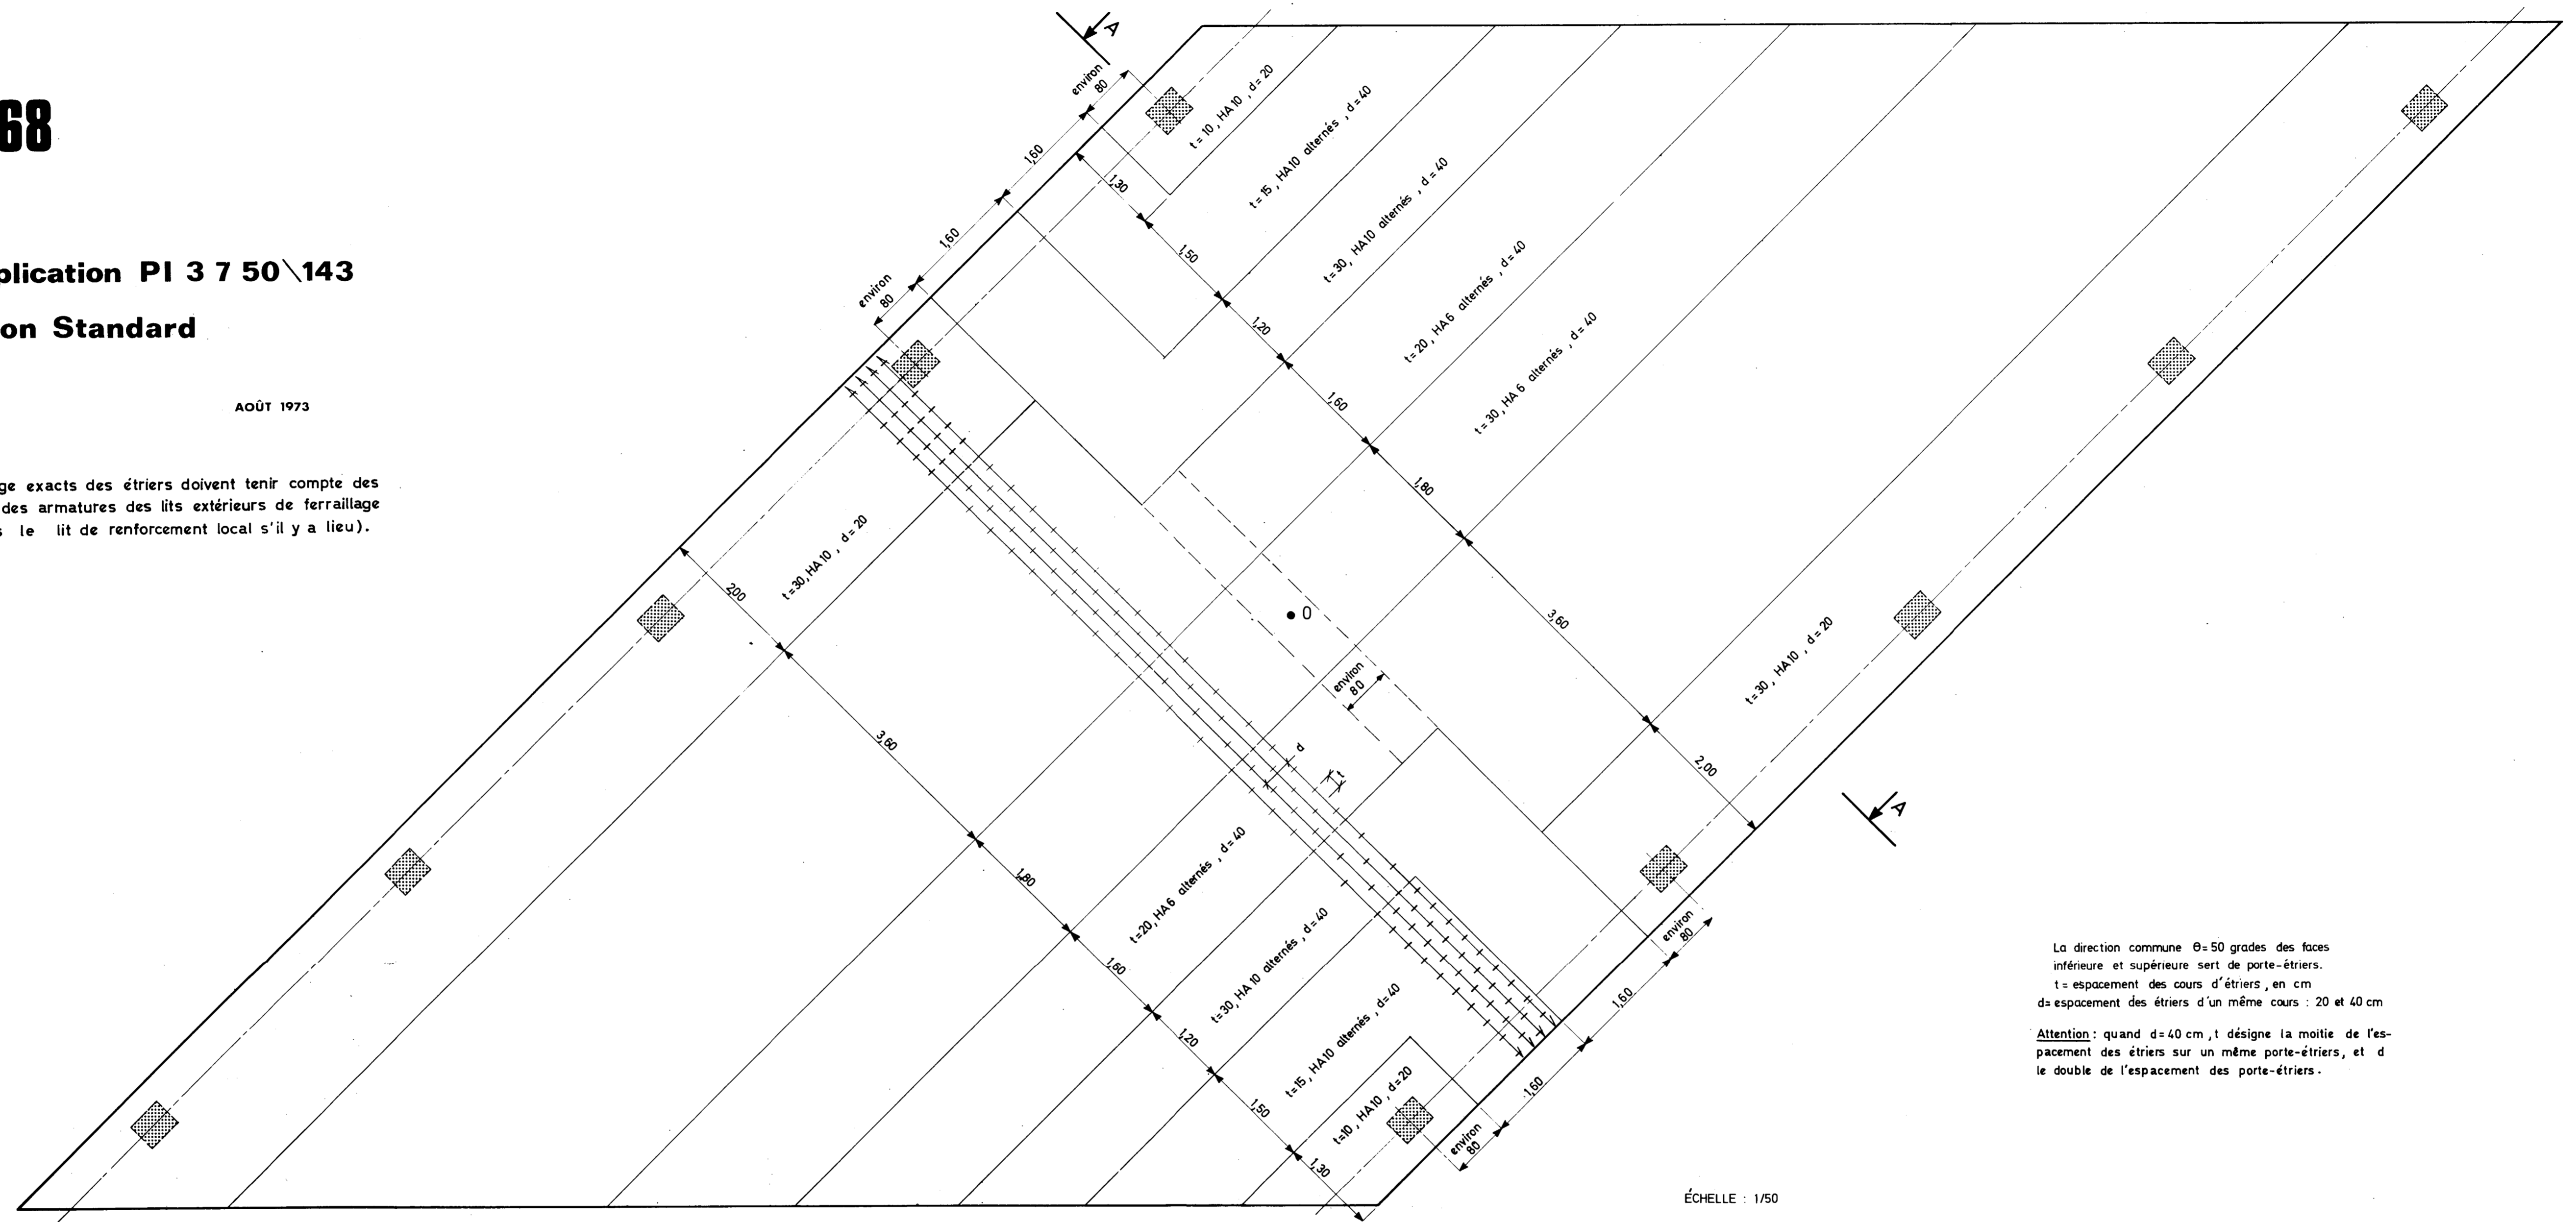 68
plication PI 3 7 50\143
on Standard
AOÛT 1973
ge exacts des étriers doivent tenir compte des
des armatures des lits extérieurs de ferraillage
s le lit de renforcement local s'il y a lieu).
A
environ
80
1,60
1,60
environ
80
1,30
1,50
1,20
1,60
1,80
3,60
2,00
t=10, HA10, d=20
t=15, HA10 alternés, d=40
t=30, HA10 alternés, d=40
t=20, HA6 alternés, d=40
t=30, HA6 alternés, d=40
t=30, HA10, d=20
A
O
environ
80
d
t
t=30, HA10, d=20
2,00
3,60
1,80
1,60
1,20
1,50
1,30
t=20, HA6 alternés, d=40
t=30, HA10 alternés, d=40
t=15, HA10 alternés, d=40
t=10, HA10, d=20
environ
80
1,60
1,60
environ
80
La direction commune θ=50 grades des faces
inférieure et supérieure sert de porte-étriers.
t = espacement des cours d'étriers, en cm
d= espacement des étriers d'un même cours : 20 et 40 cm
Attention : quand d=40 cm, t désigne la moitie de l'es-
pacement des étriers sur un même porte-étriers, et d
le double de l'espacement des porte-étriers.
ÉCHELLE : 1/50